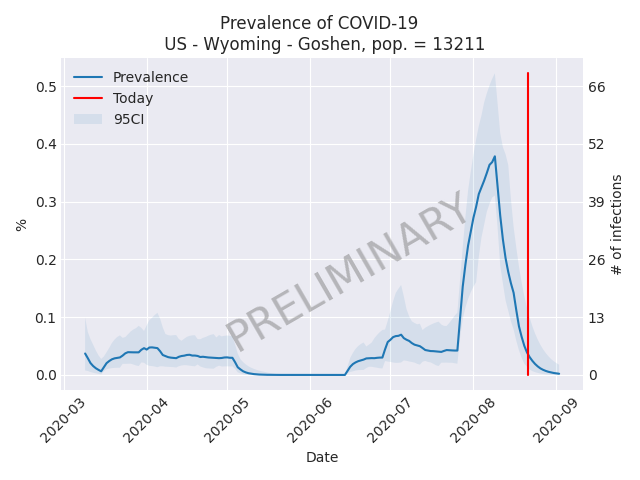 Prevalence of COVID-19
US - Wyoming - Goshen, pop. = 13211
Prevalence
Today
95CI
PRELIMINARY
0.5
0.4
0.3
0.2
0.1
0.0
%
66
52
39
26
13
0
# of infections
2020-03
2020-04
2020-05
2020-06
2020-07
2020-08
2020-09
Date